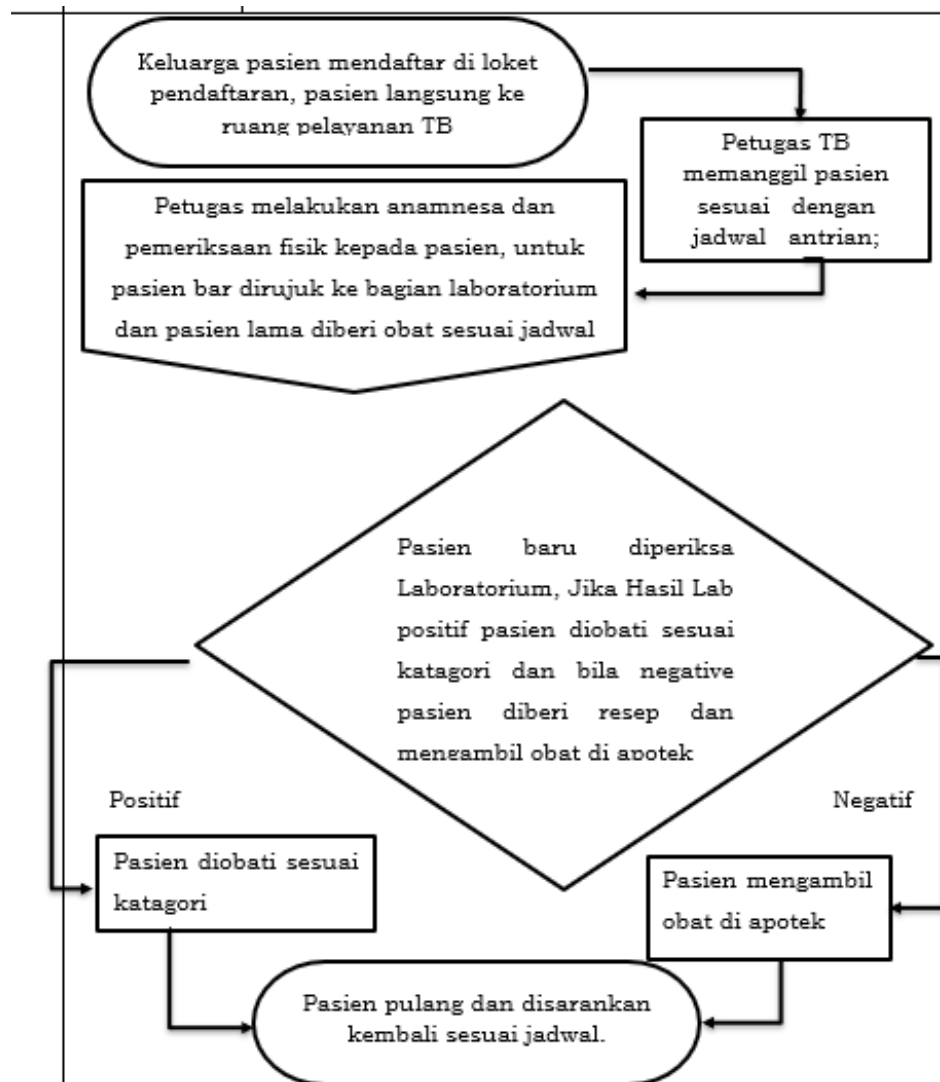 Keluarga pasien mendaftar di loket
pendaftaran, pasien langsung ke
ruang pelayanan TB
Petugas TB
memanggil pasien
sesuai dengan
jadwal antrian;
Petugas melakukan anamnesa dan
pemeriksaan fisik kepada pasien, untuk
pasien bar dirujuk ke bagian laboratorium
dan pasien lama diberi obat sesuai jadwal
Pasien baru diperiksa
Laboratorium, Jika Hasil Lab
positif pasien diobati sesuai
katagori dan bila negative
pasien diberi resep dan
mengambil obat di apotek
Positif
Negatif
Pasien diobati sesuai
katagori
Pasien mengambil
obat di apotek
Pasien pulang dan disarankan
kembali sesuai jadwal.